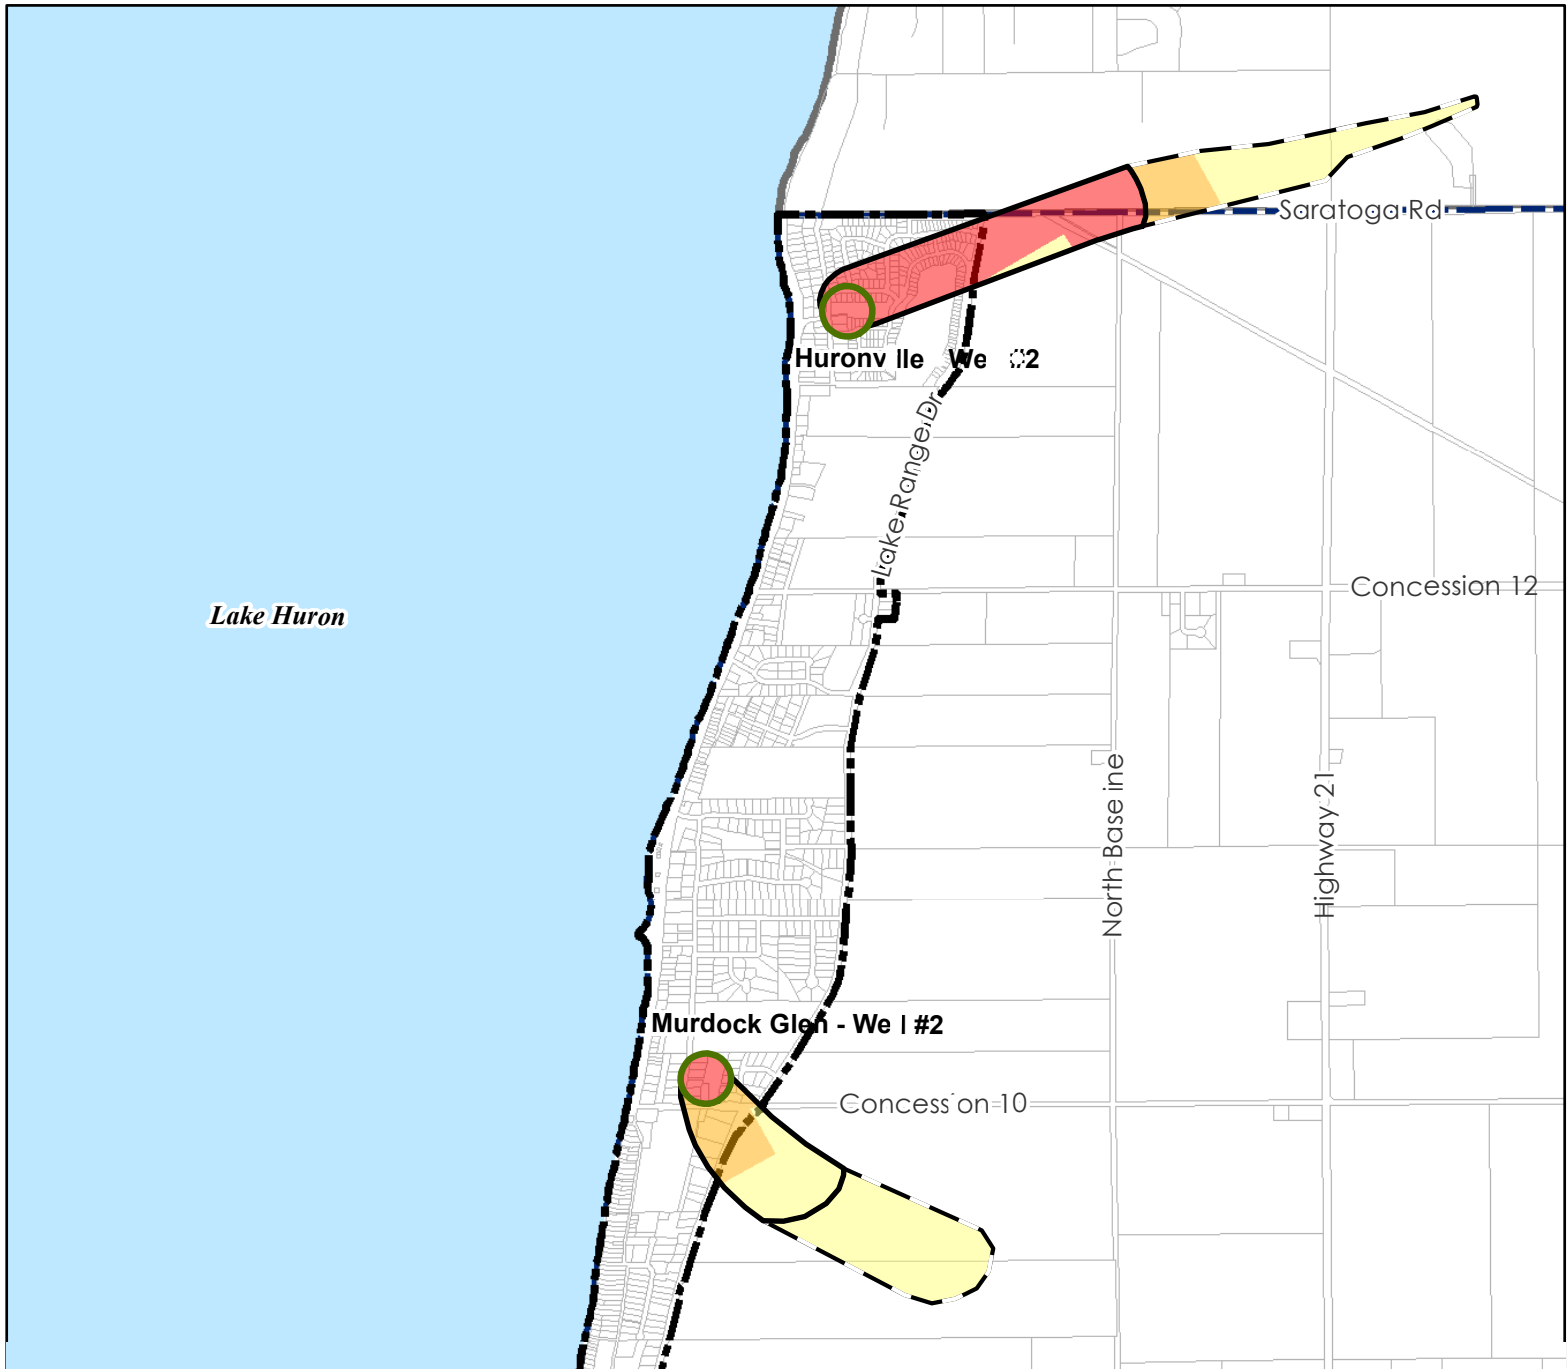 Saratoga Rd
Huronv lle We #2
Lake Range Dr
Concession 12
Lake Huron
North Base ine
Highway 21
Murdock Glen - We l #2
Concess on 10